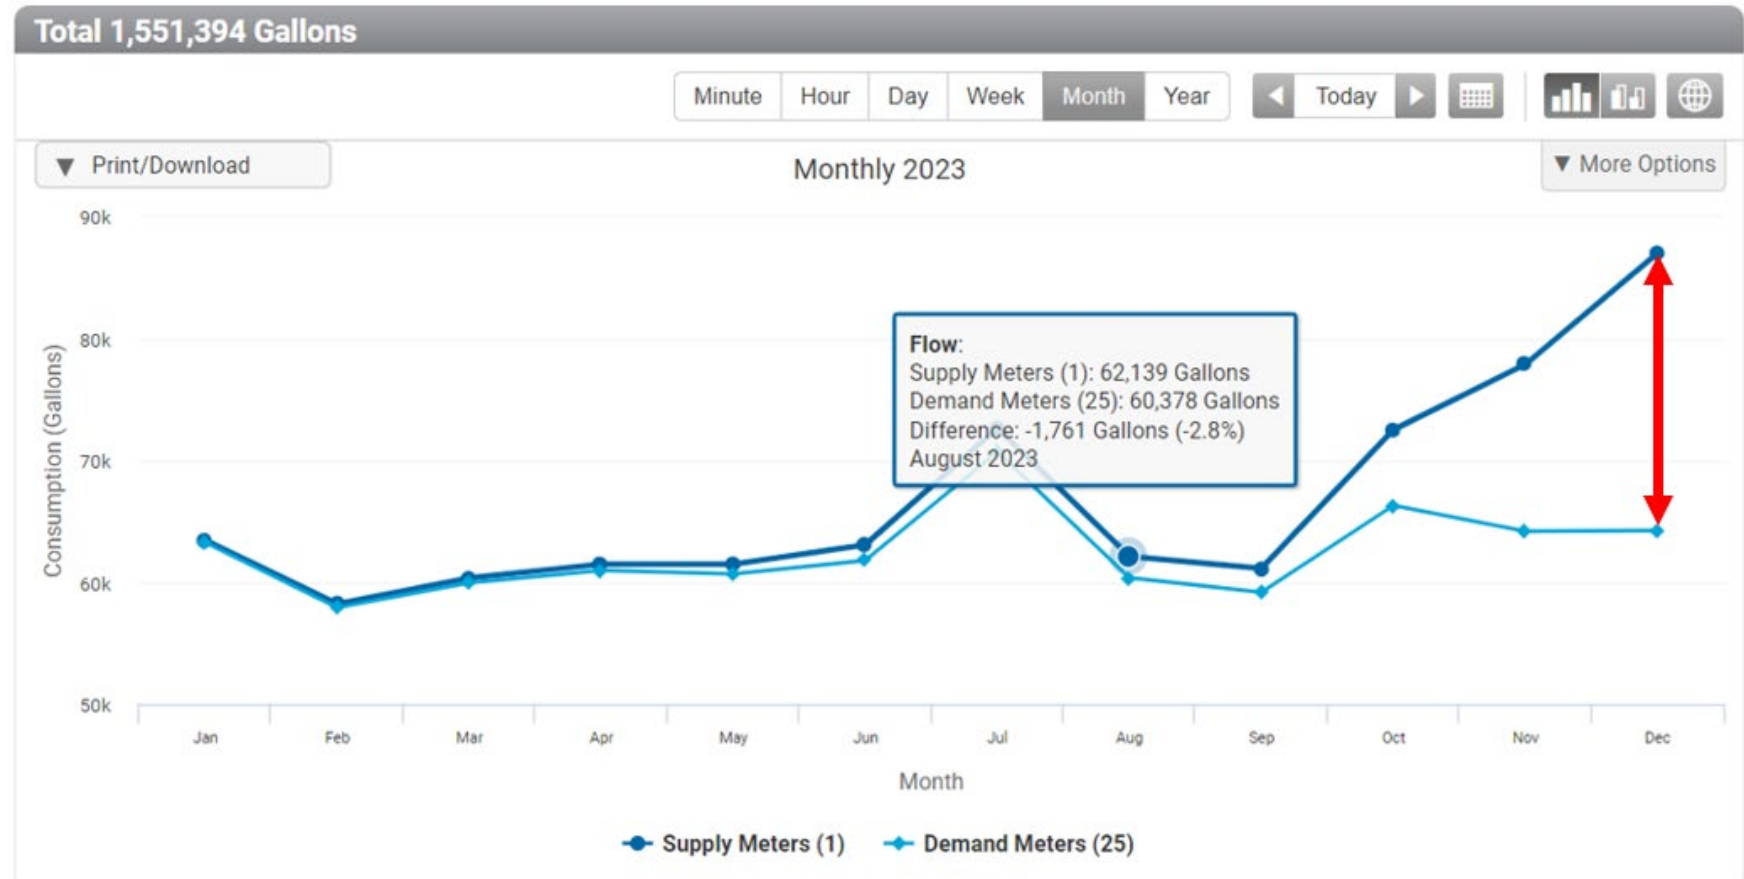 Total 1,551,394 Gallons
Minute Hour Day Week Month Year Today
Print/Download
Monthly 2023
More Options
90k
80k
70k
60k
50k
Consumption (Gallons)
Flow:
Supply Meters (1): 62,139 Gallons
Demand Meters (25): 60,378 Gallons
Difference: -1,761 Gallons (-2.8%)
August 2023
Jan Feb Mar Apr May Jun Jul Aug Sep Oct Nov Dec
Month
Supply Meters (1) Demand Meters (25)